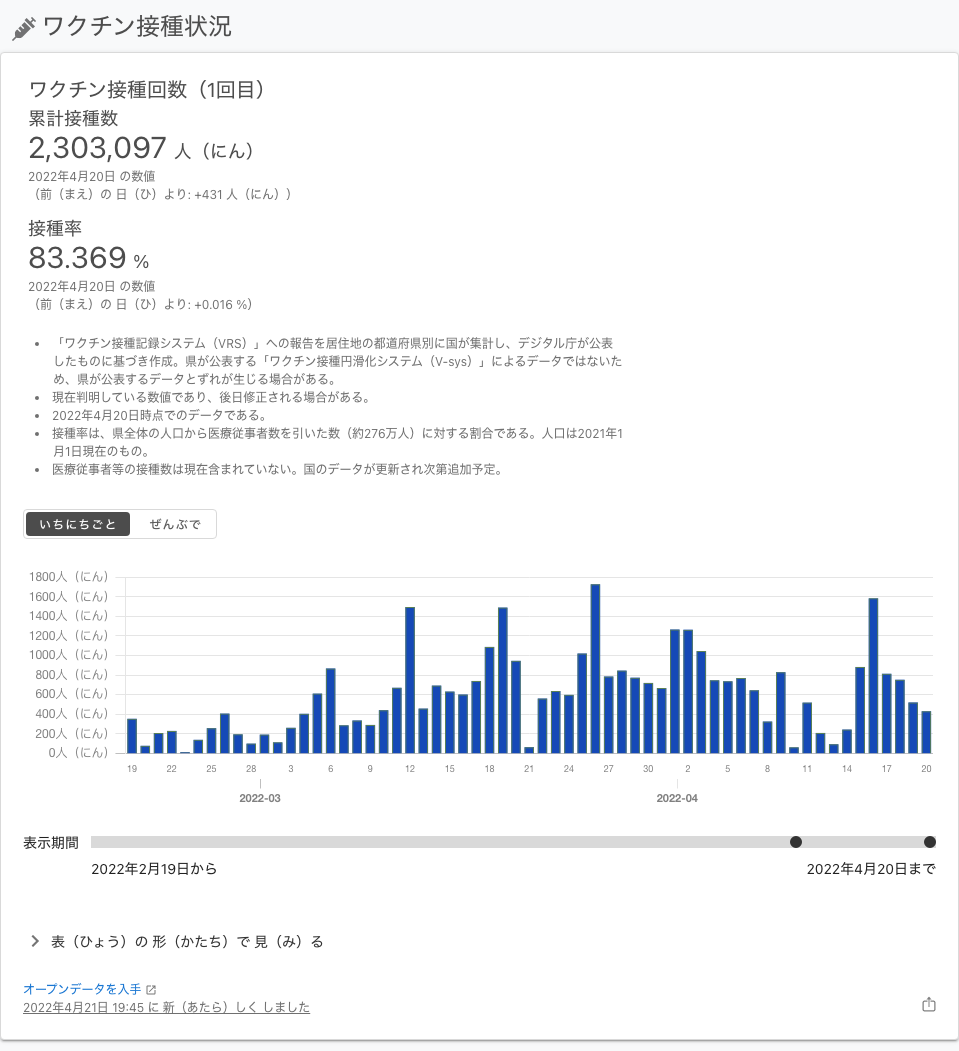 ワクチン接種状況
ワクチン接種回数（1回目）
累計接種数
2,303,097 人（にん）
2022年4月20日 の数値
（前（まえ）の 日（ひ）より: +431 人（にん））
接種率
83.369 %
2022年4月20日 の数値
（前（まえ）の 日（ひ）より: +0.016 %）
・ 「ワクチン接種記録システム（VRS）」への報告を居住地の都道府県別に国が集計し、デジタル庁が公表
したものに基づき作成。県が公表する「ワクチン接種円滑化システム（V-sys）」によるデータではないた
め、県が公表するデータとずれが生じる場合がある。
・ 現在判明している数値であり、後日修正される場合がある。
・ 2022年4月20日時点でのデータである。
・ 接種率は、県全体の人口から医療従事者数を引いた数（約276万人）に対する割合である。人口は2021年1
月1日現在のもの。
・ 医療従事者等の接種数は現在含まれていない。国のデータが更新され次第追加予定。
いちにちごと ぜんぶで
1800人（にん）
1600人（にん）
1400人（にん）
1200人（にん）
1000人（にん）
800人（にん）
600人（にん）
400人（にん）
200人（にん）
0人（にん）
19 22 25 28 3 6 9 12 15 18 21 24 27 30 2 5 8 11 14 17 20
2022-03 2022-04
表示期間
2022年2月19日から 2022年4月20日まで
表（ひょう）の 形（かたち）で 見（み）る
オープンデータを入手
2022年4月21日 19:45 に 新（あたら）しく しました